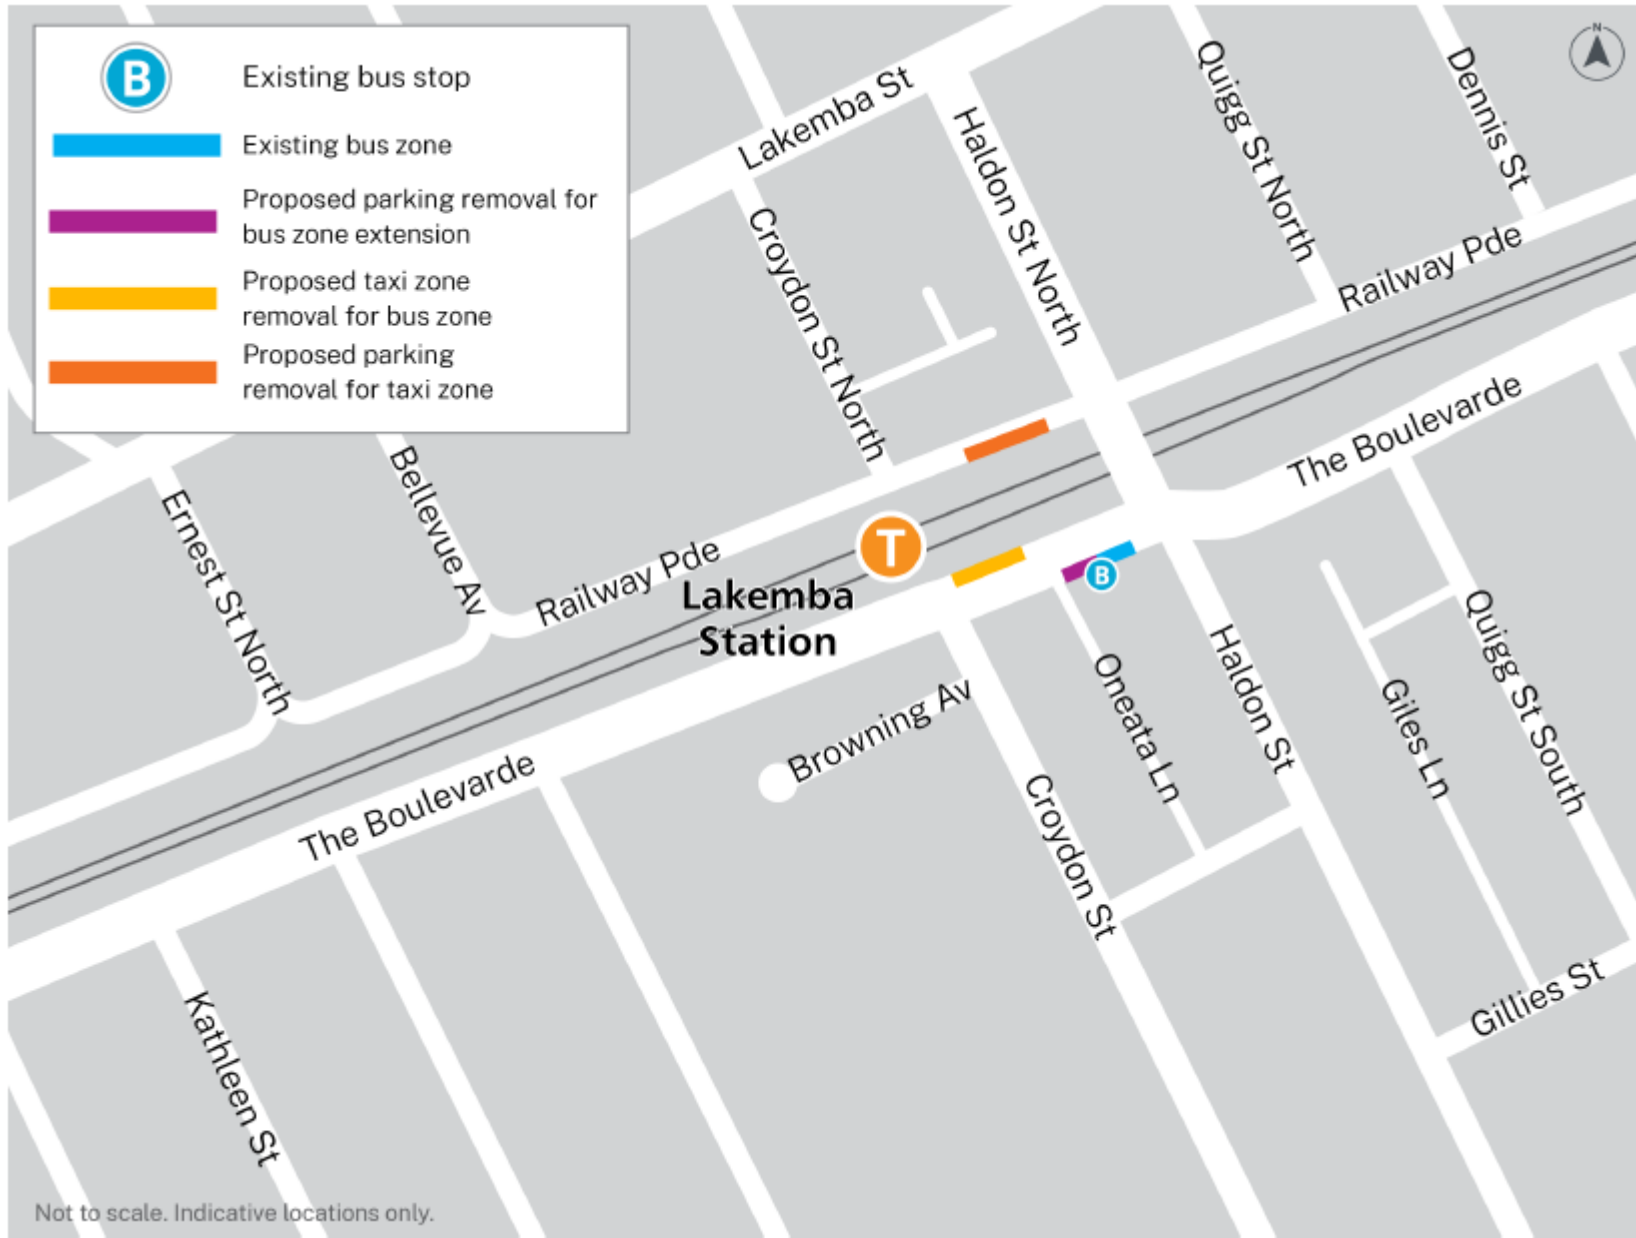 B
Existing bus stop
Existing bus zone
Proposed parking removal for
bus zone extension
Proposed taxi zone
removal for bus zone
Proposed parking
removal for taxi zone
N
Lakemba St
Haldon St North
Quigg St North
Dennis St
Croydon St North
Railway Pde
The Boulevarde
Bellevue Av
Ernest St North
Railway Pde
T
Lakemba
Station
B
Browning Av
Oneata Ln
Haldon St
Giles Ln
Quigg St South
The Boulevarde
Croydon St
Gillies St
Kathleen St
Not to scale. Indicative locations only.